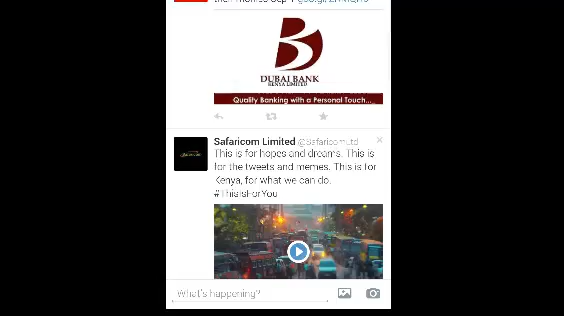 DUBAI BANK
KENYA LIMITED
Quality Banking with a Personal Touch...
Safaricom Limited @SafaricomLtd
This is for hopes and dreams. This is
for the tweets and memes. This is for
Kenya, for what we can do.
#ThisIsForYou
What's happening?